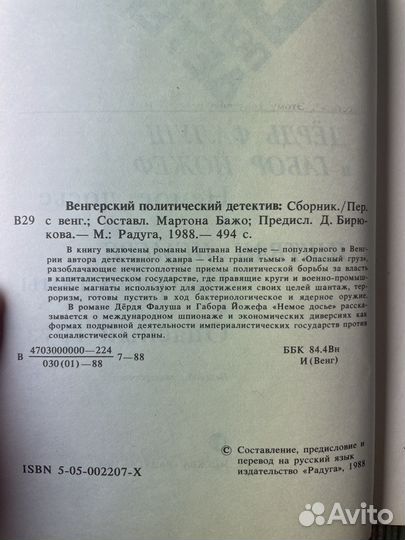 ДЁРДЬ ФАЛУШ
ГАБОР ЙОЖЕФ
Венгерский политический детектив: Сборник./Пер.
В29 с венг.; Составл. Мартона Бажо; Предисл. Д. Бирю-
кова.— М.: Радуга, 1988.— 494 с.
В книгу включены романы Иштвана Немере — популярного в Венг-
рии автора детективного жанра — «На грани тьмы» и «Опасный груз»,
разоблачающие нечистоплотные приемы политической борьбы за власть
в капиталистическом государстве, где правящие круги и военно-промыш-
ленные магнаты используют для достижения своих целей шантаж, тер-
роризм, готовы пустить в ход бактериологическое и ядерное оружие.
В романе Дёрдя Фалуша и Габора Йожефа «Немое досье» расска-
зывается о международном шпионаже и экономических диверсиях как
формах подрывной деятельности империалистических государств против
социалистической страны.
В 4703000000—224
030(01)—88 7—88
ББК 84.4Вн
И (Венг)
© Составление, предисловие и
перевод на русский язык
«Радуга», 1988
ISBN 5-05-002207-X
Avito